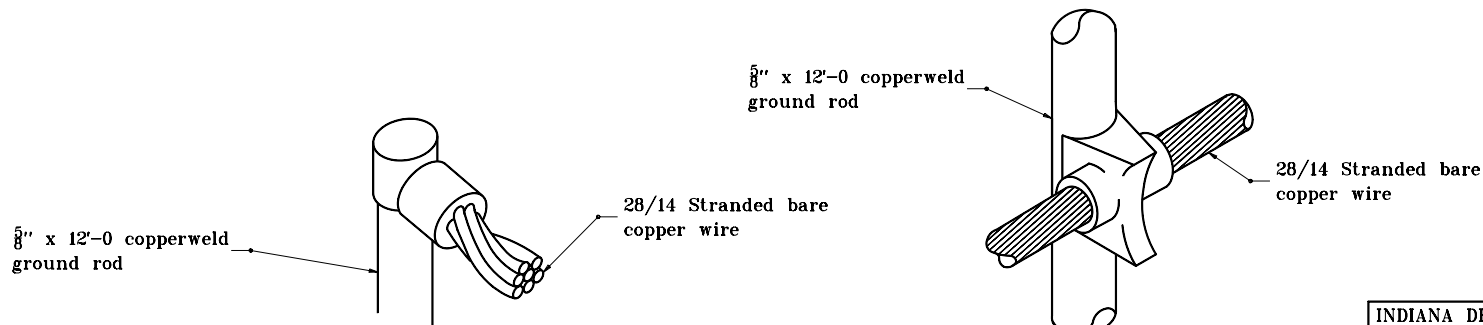 5/8" x 12'-0 copperweld
ground rod
28/14 Stranded bare
copper wire
5/8" x 12'-0 copperweld
ground rod
28/14 Stranded bare
copper wire
INDIANA